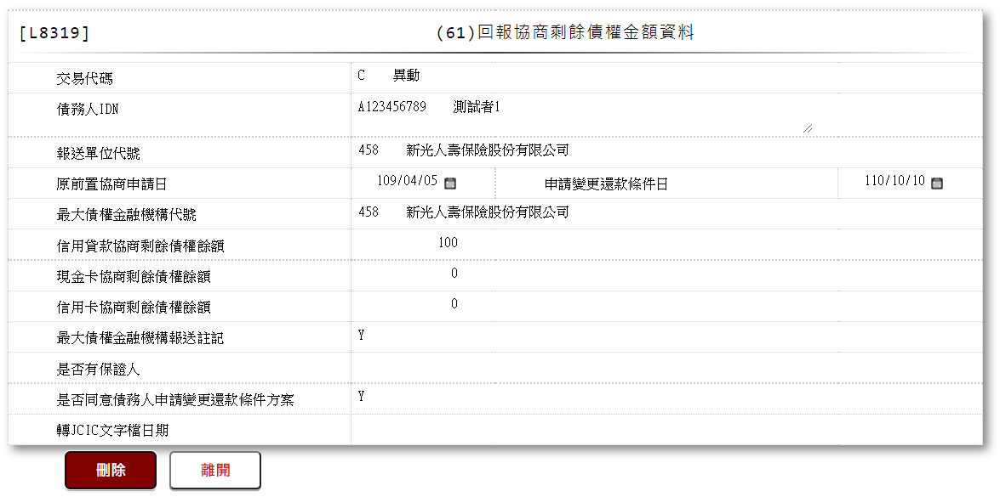 [L8319] (61)回報協商剩餘債權金額資料
交易代碼 C 異動
債務人IDN A123456789 測試者1
報送單位代號 458 新光人壽保險股份有限公司
原前置協商申請日 109/04/05 申請變更還款條件日 110/10/10
最大債權金融機構代號 458 新光人壽保險股份有限公司
信用貸款協商剩餘債權餘額 100
現金卡協商剩餘債權餘額 0
信用卡協商剩餘債權餘額 0
最大債權金融機構報送註記 Y
是否有保證人
是否同意債務人申請變更還款條件方案 Y
轉JCIC文字檔日期
刪除 離開